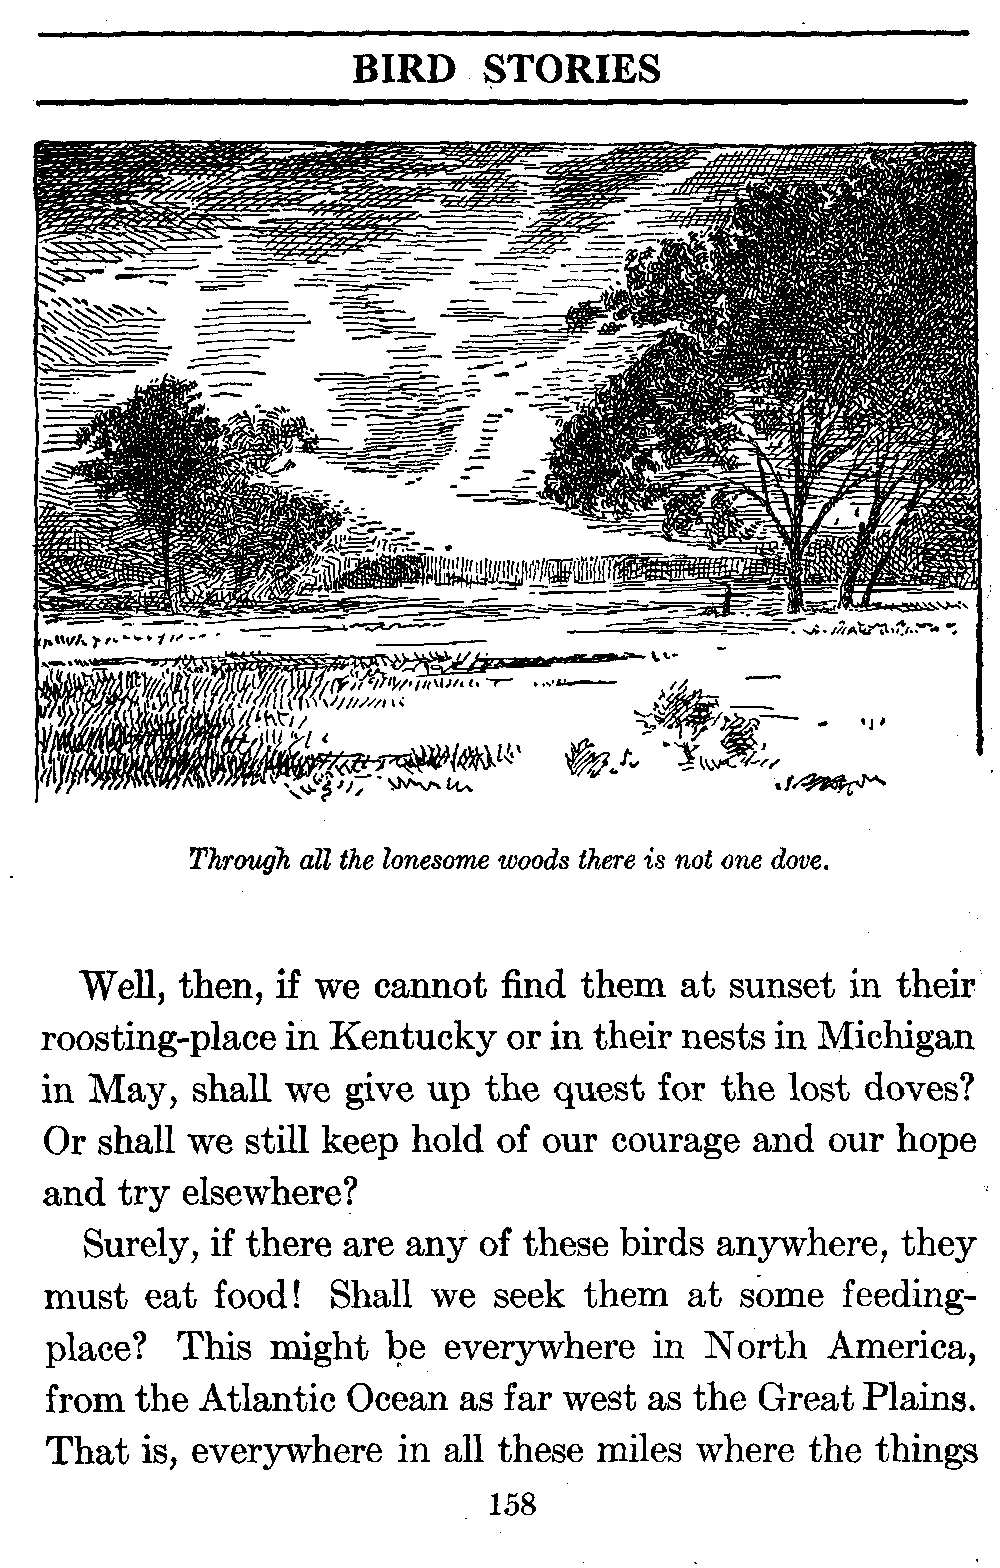 BIRD STORIES
Through all the lonesome woods there is not one dove.
Well, then, if we cannot find them at sunset in their
roosting-place in Kentucky or in their nests in Michigan
in May, shall we give up the quest for the lost doves?
Or shall we still keep hold of our courage and our hope
and try elsewhere?
Surely, if there are any of these birds anywhere, they
must eat food! Shall we seek them at some feeding-
place? This might be everywhere in North America,
from the Atlantic Ocean as far west as the Great Plains.
That is, everywhere in all these miles where the things
158